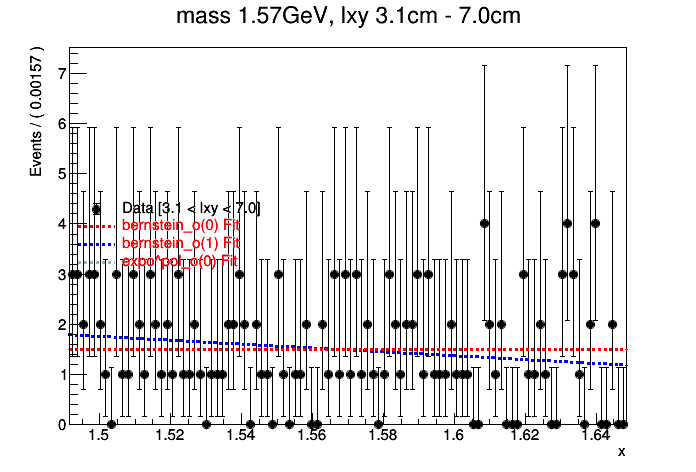 mass 1.57GeV, lxy 3.1cm - 7.0cm
Events / ( 0.00157 )
7
6
5
4
3
2
1
0
Data [3.1 < lxy < 7.0]
bernstein_o(0) Fit
bernstein_o(1) Fit
expo^pol_o(0) Fit
1.5 1.52 1.54 1.56 1.58 1.6 1.62 1.64
x